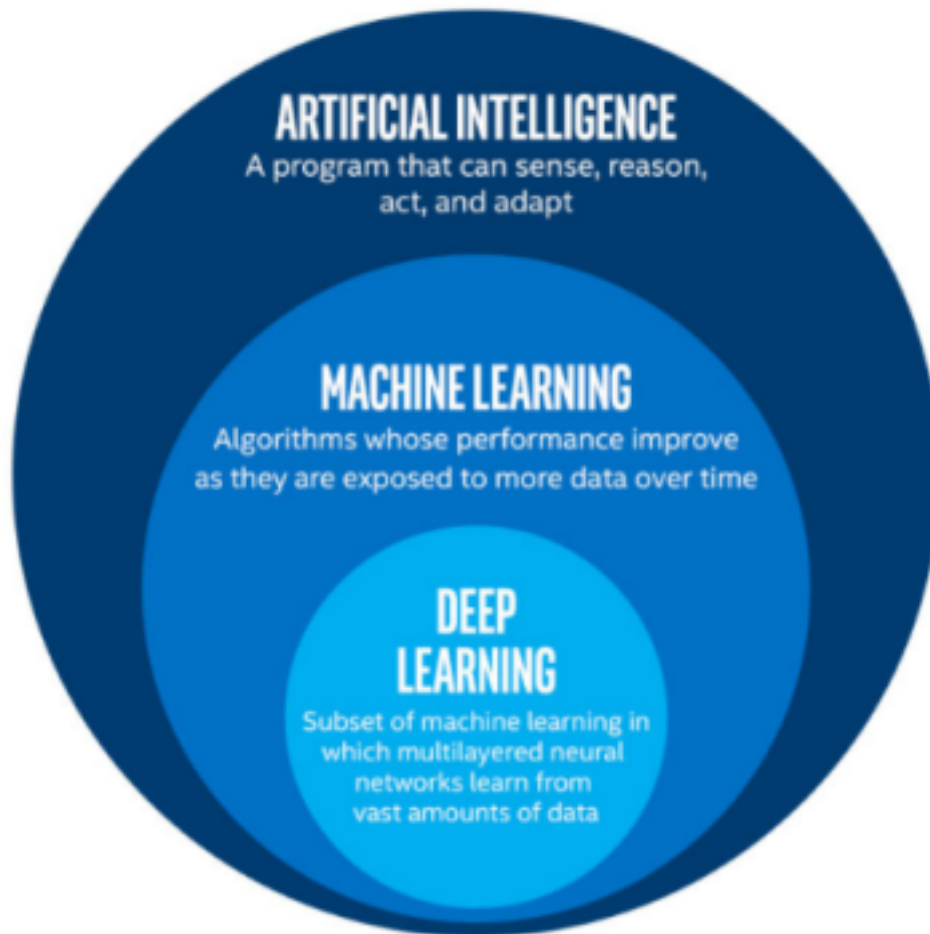 ARTIFICIAL INTELLIGENCE
A program that can sense, reason,
act, and adapt
MACHINE LEARNING
Algorithms whose performance improve
as they are exposed to more data over time
DEEP
LEARNING
Subset of machine learning in
which multilayered neural
networks learn from
vast amounts of data